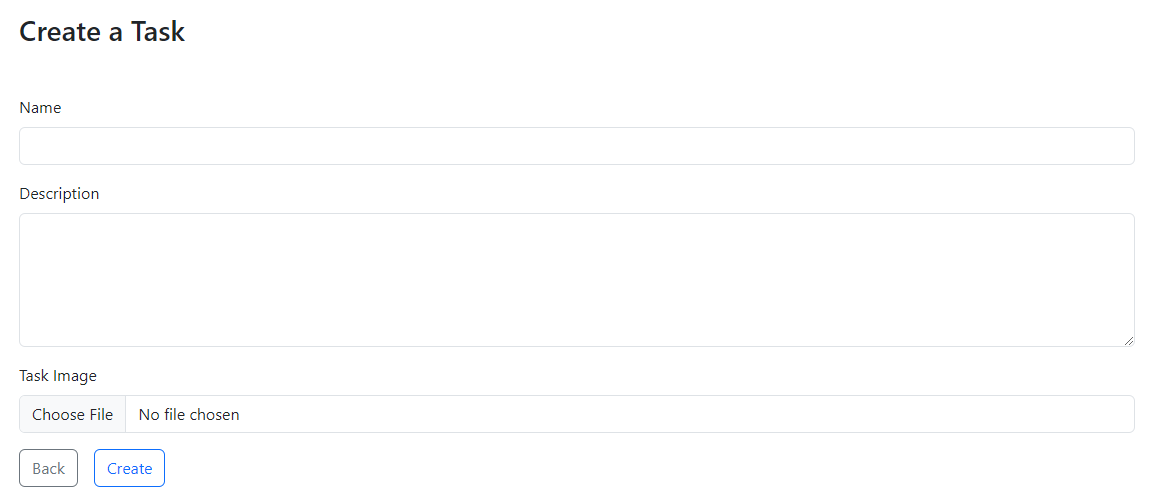 Create a Task
Name
Description
Task Image
Choose File No file chosen
Back Create